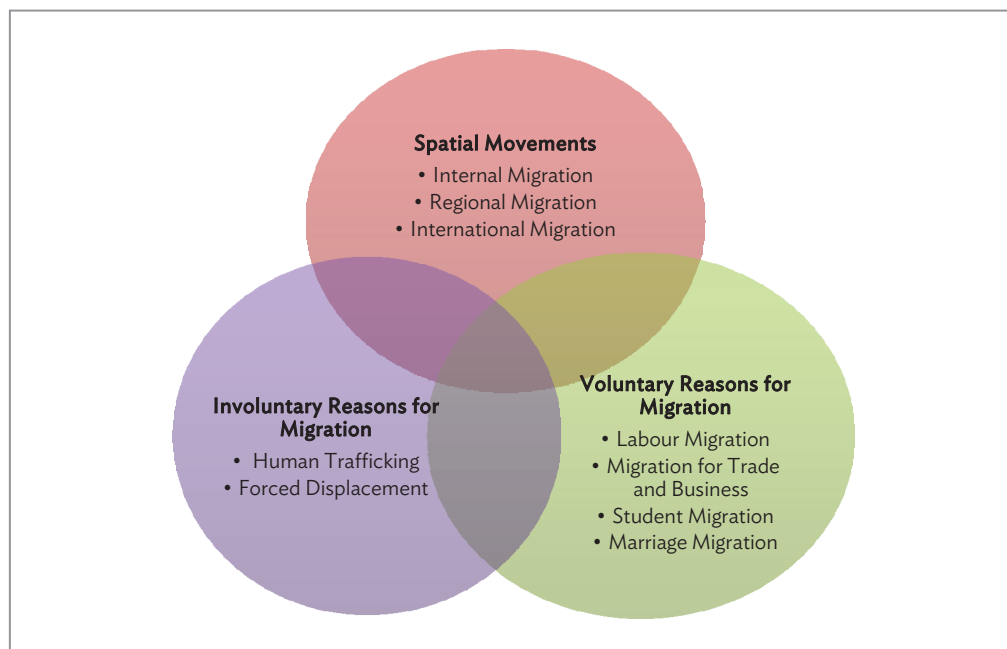 Spatial Movements
• Internal Migration
• Regional Migration
• International Migration
Involuntary Reasons for
Migration
• Human Trafficking
• Forced Displacement
Voluntary Reasons for
Migration
• Labour Migration
• Migration for Trade
and Business
• Student Migration
• Marriage Migration